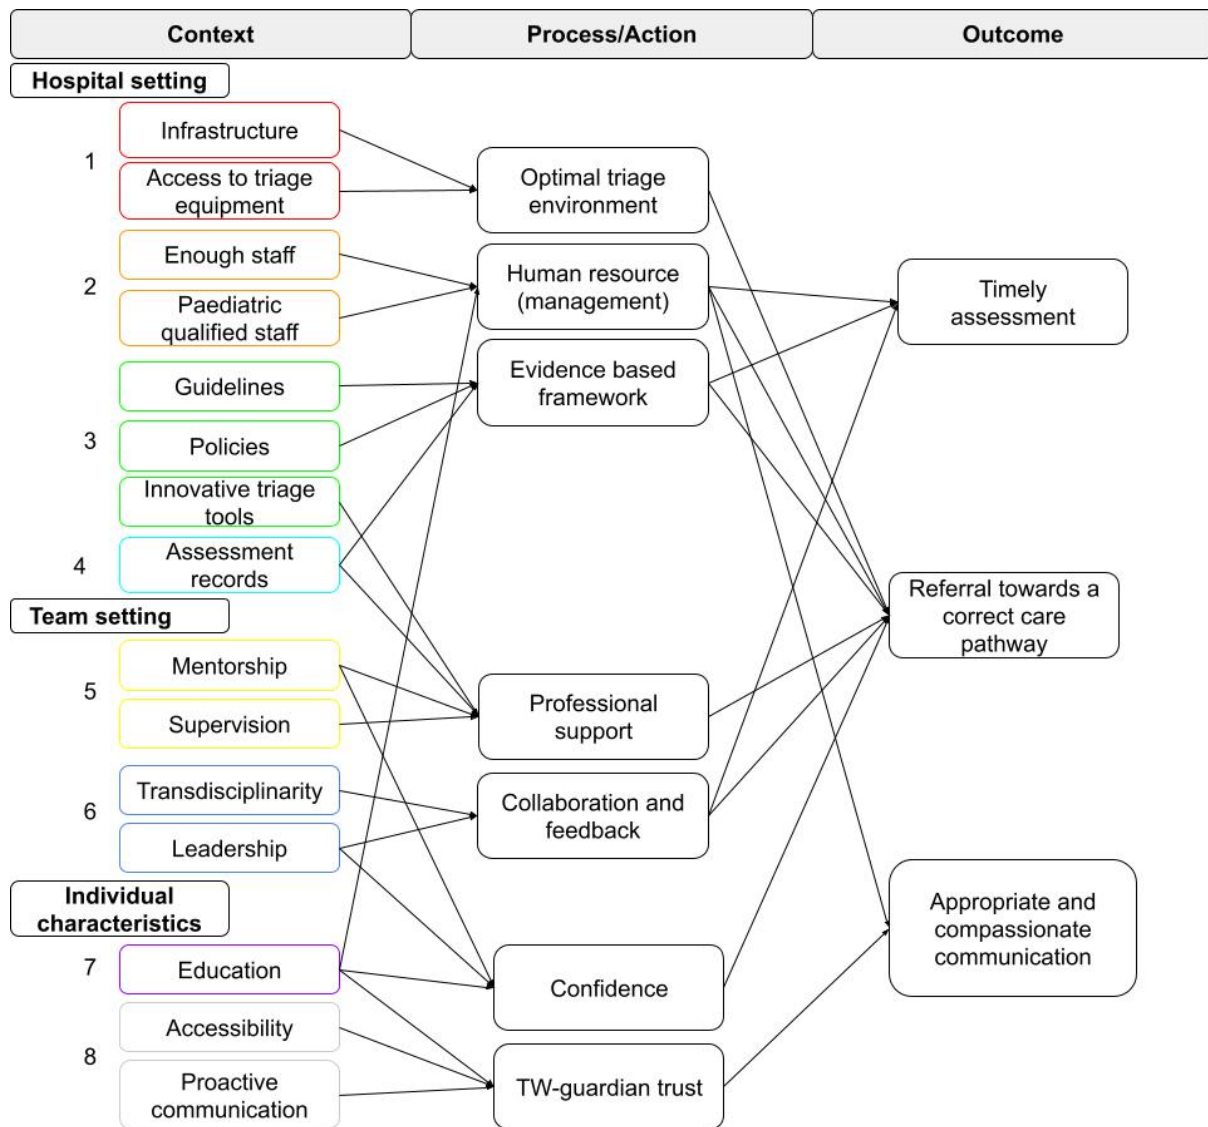 Context
Process/Action
Outcome
Hospital setting
1
Infrastructure
Access to triage
equipment
2
Enough staff
Paediatric
qualified staff
3
Guidelines
Policies
Innovative triage
tools
4
Assessment
records
Team setting
5
Mentorship
Supervision
6
Transdisciplinarity
Leadership
Individual
characteristics
7
Education
8
Accessibility
Proactive
communication
Optimal triage
environment
Human resource
(management)
Evidence based
framework
Professional
support
Collaboration and
feedback
Confidence
TW-guardian trust
Timely
assessment
Referral towards a
correct care
pathway
Appropriate and
compassionate
communication